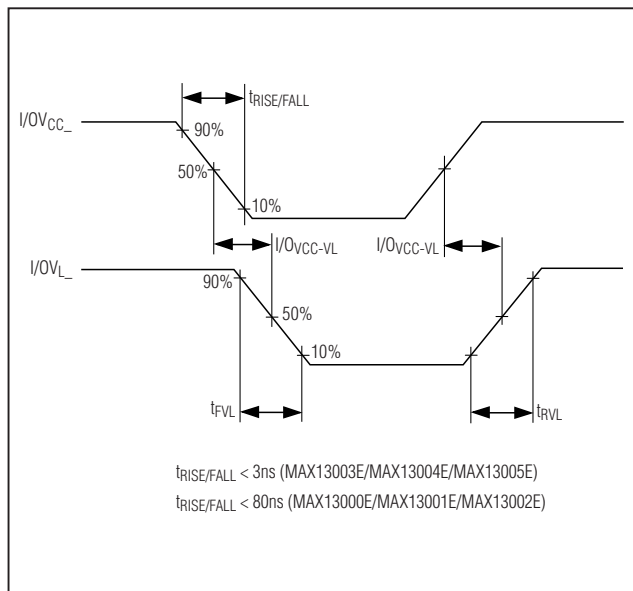 tRISE/FALL
I/OVCC_
90%
50%
10%
I/OVCC-VL
I/OVCC-VL
I/OVL_
90%
50%
10%
tFVL
tRVL
tRISE/FALL < 3ns (MAX13003E/MAX13004E/MAX13005E)
tRISE/FALL < 80ns (MAX13000E/MAX13001E/MAX13002E)